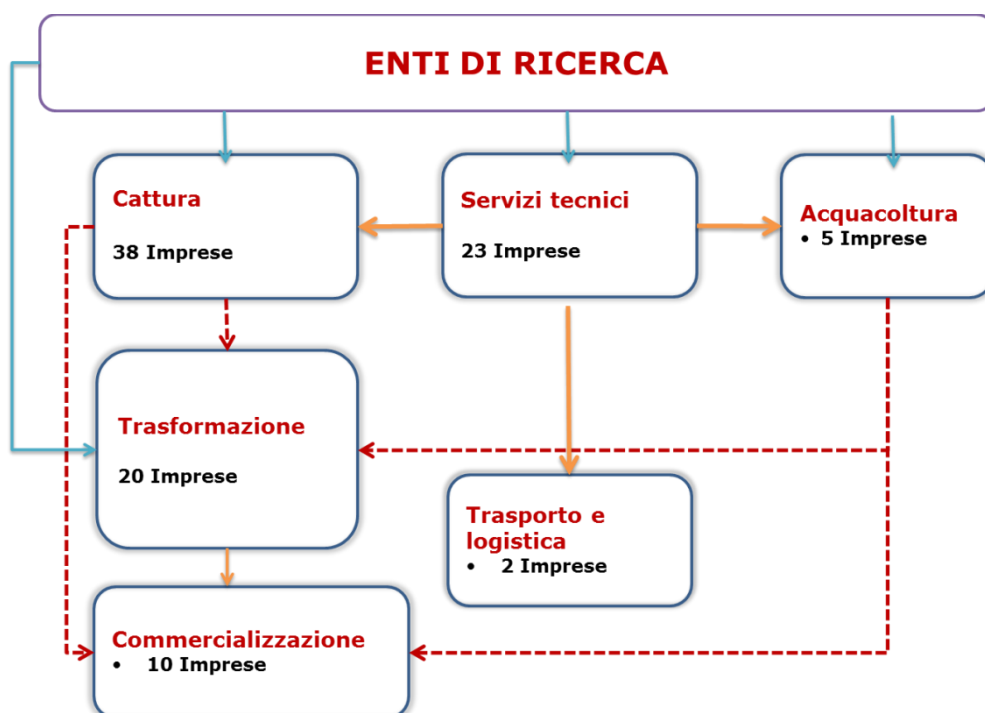 ENTI DI RICERCA
Cattura
38 Imprese
Servizi tecnici
23 Imprese
Acquacoltura
• 5 Imprese
Trasformazione
20 Imprese
Trasporto e
logistica
• 2 Imprese
Commercializzazione
• 10 Imprese